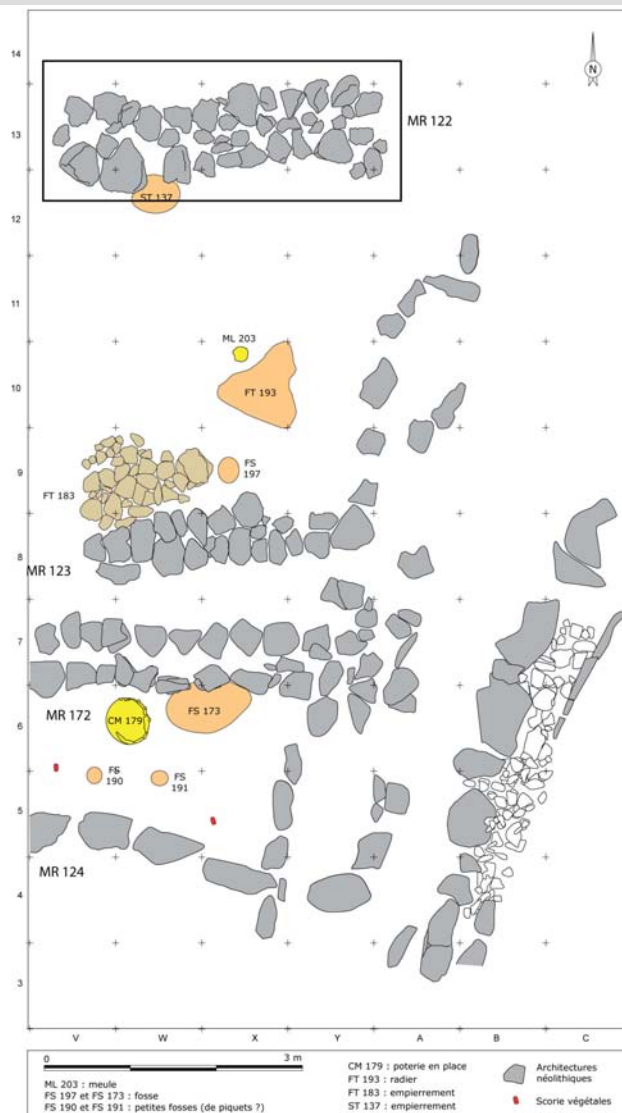 14
N
13
MR 122
12
ST 137
11
ML 203
10
FT 193
9
FS
197
FT 183
8
MR 123
7
MR 172
6
CM 179
FS 173
FS
190
FS
191
5
MR 124
4
3
V W X Y A B C
0 3 m
ML 203 : meule
FS 197 et FS 173 : fosse
FS 190 et FS 191 : petites fosses (de piquets ?)
CM 179 : poterie en place
FT 193 : radier
FT 183 : empierrement
ST 137 : empierrement
Architectures
néolithiques
Scorie végétales